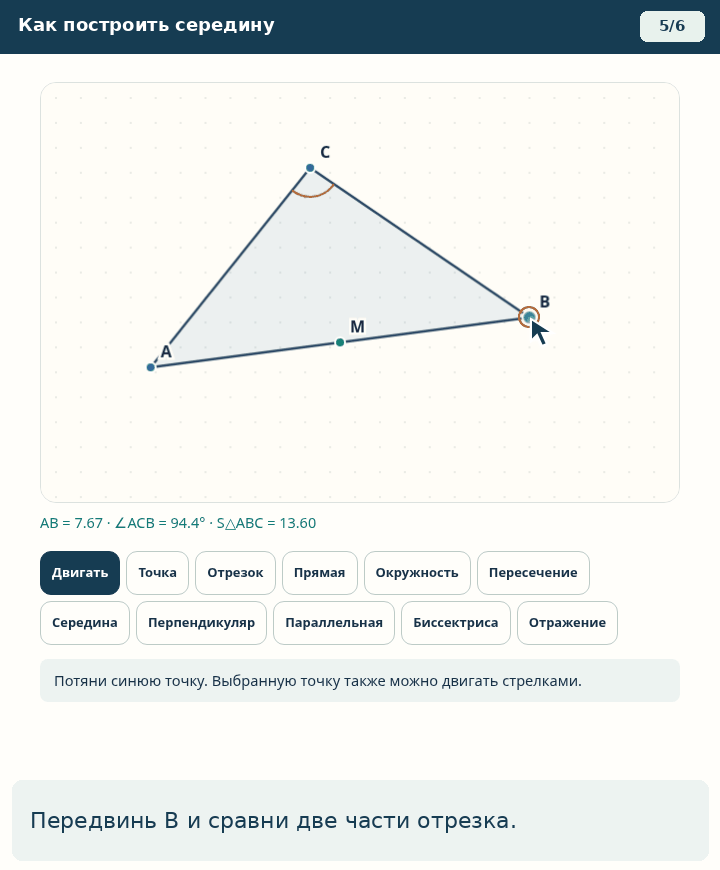 Как построить середину
5/6
C
B
M
A
AB = 7.67 · ∠ACB = 94.4° · S△ABC = 13.60
Двигать Точка Отрезок Прямая Окружность Пересечение
Середина Перпендикуляр Параллельная Биссектриса Отражение
Потяни синюю точку. Выбранную точку также можно двигать стрелками.
Передвинь B и сравни две части отрезка.